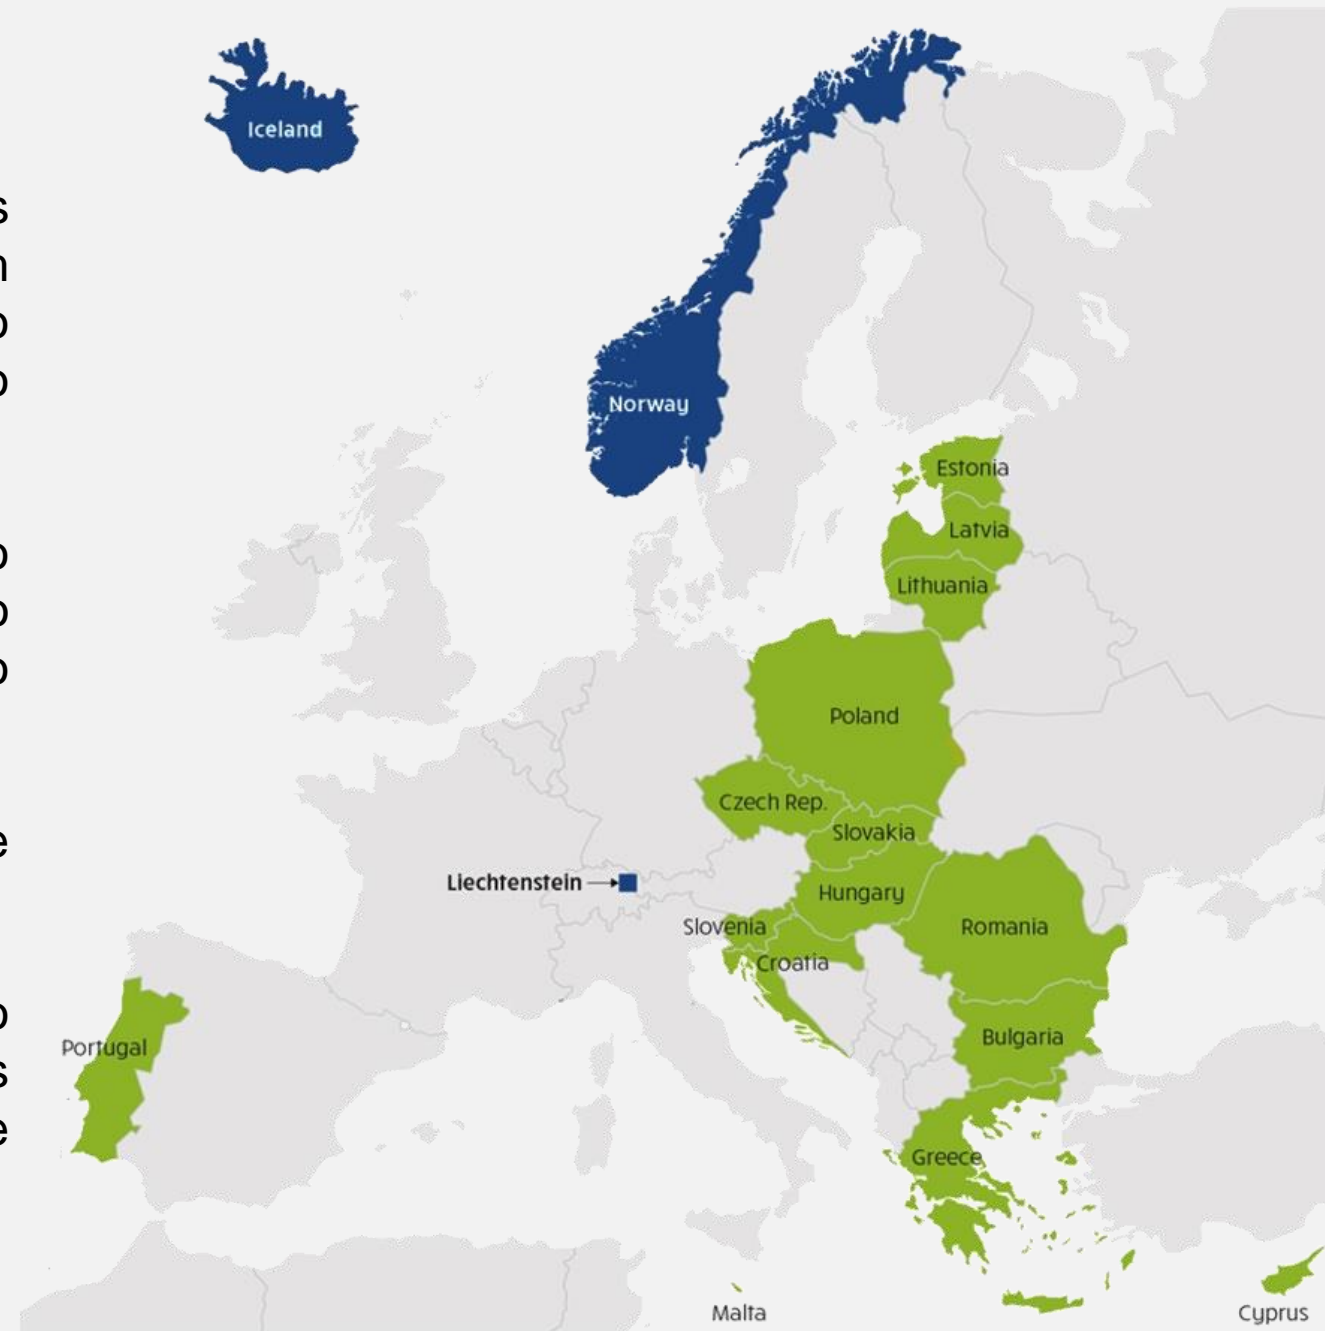 Iceland
s
n
o
o
Norway
Estonia
Latvia
o
Lithuania
o
o
Poland
Czech Rep.
Slovakia
e
Liechtenstein
Hungary
Slovenia
Romania
Croatia
o
Bulgaria
Portugal
s
e
Greece
Malta
Cyprus